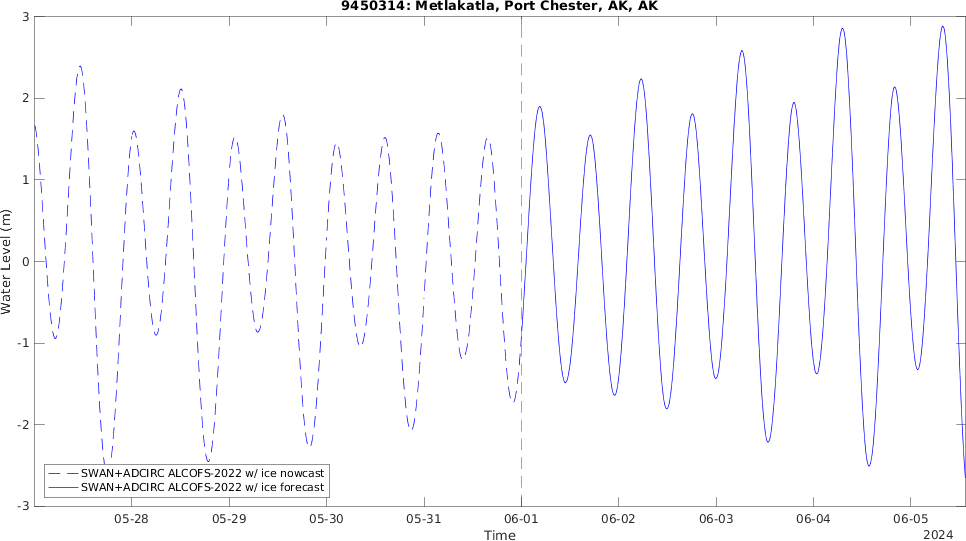 9450314: Metlakatla, Port Chester, AK, AK
Water Level (m)
3
2
1
0
-1
-2
-3
SWAN+ADCIRC ALCOFS-2022 w/ ice nowcast
SWAN+ADCIRC ALCOFS-2022 w/ ice forecast
05-28 05-29 05-30 05-31 06-01 06-02 06-03 06-04 06-05
Time
2024